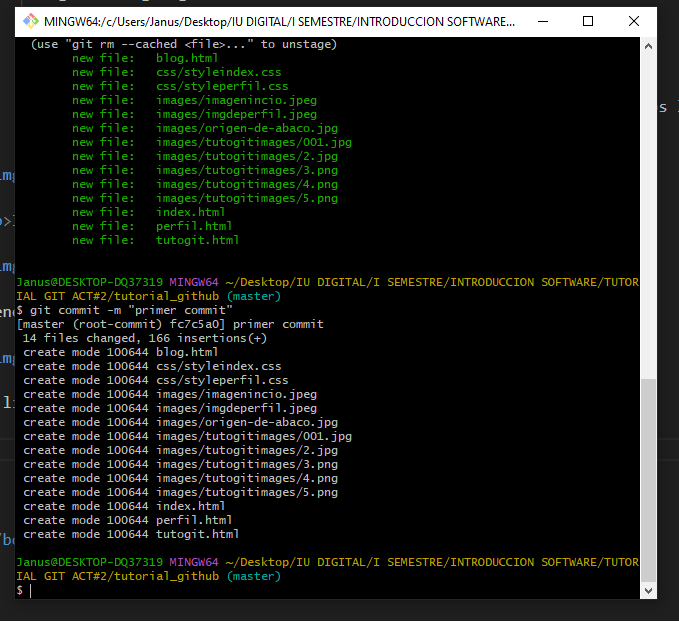 MINGW64:/c/Users/Janus/Desktop/IU DIGITAL/I SEMESTRE/INTRODUCCION SOFTWARE...
(use "git rm --cached <file>..." to unstage)
new file:   blog.html
new file:   css/styleindex.css
new file:   css/styleperfil.css
new file:   images/imagenincio.jpeg
new file:   images/imgdeperfil.jpeg
new file:   images/origen-de-abaco.jpg
new file:   images/tutogitimages/001.jpg
new file:   images/tutogitimages/2.jpg
new file:   images/tutogitimages/3.png
new file:   images/tutogitimages/4.png
new file:   images/tutogitimages/5.png
new file:   index.html
new file:   perfil.html
new file:   tutogit.html
Janus@DESKTOP-DQ37319 MINGW64 ~/Desktop/IU DIGITAL/I SEMESTRE/INTRODUCCION SOFTWARE/TUTOR
IAL GIT ACT#2/tutorial_github (master)
$ git commit -m "primer commit"
[master (root-commit) fc7c5a0] primer commit
14 files changed, 166 insertions(+)
create mode 100644 blog.html
create mode 100644 css/styleindex.css
create mode 100644 css/styleperfil.css
create mode 100644 images/imagenincio.jpeg
create mode 100644 images/imgdeperfil.jpeg
create mode 100644 images/origen-de-abaco.jpg
create mode 100644 images/tutogitimages/001.jpg
create mode 100644 images/tutogitimages/2.jpg
create mode 100644 images/tutogitimages/3.png
create mode 100644 images/tutogitimages/4.png
create mode 100644 images/tutogitimages/5.png
create mode 100644 index.html
create mode 100644 perfil.html
create mode 100644 tutogit.html
Janus@DESKTOP-DQ37319 MINGW64 ~/Desktop/IU DIGITAL/I SEMESTRE/INTRODUCCION SOFTWARE/TUTOR
IAL GIT ACT#2/tutorial_github (master)
$